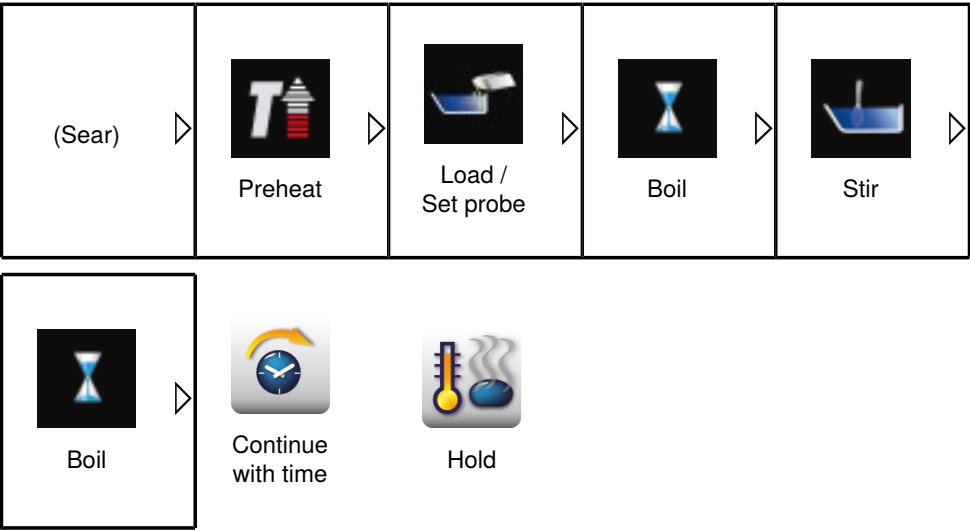 (Sear)
Preheat
Load /
Set probe
Boil
Stir
Boil
Continue
with time
Hold